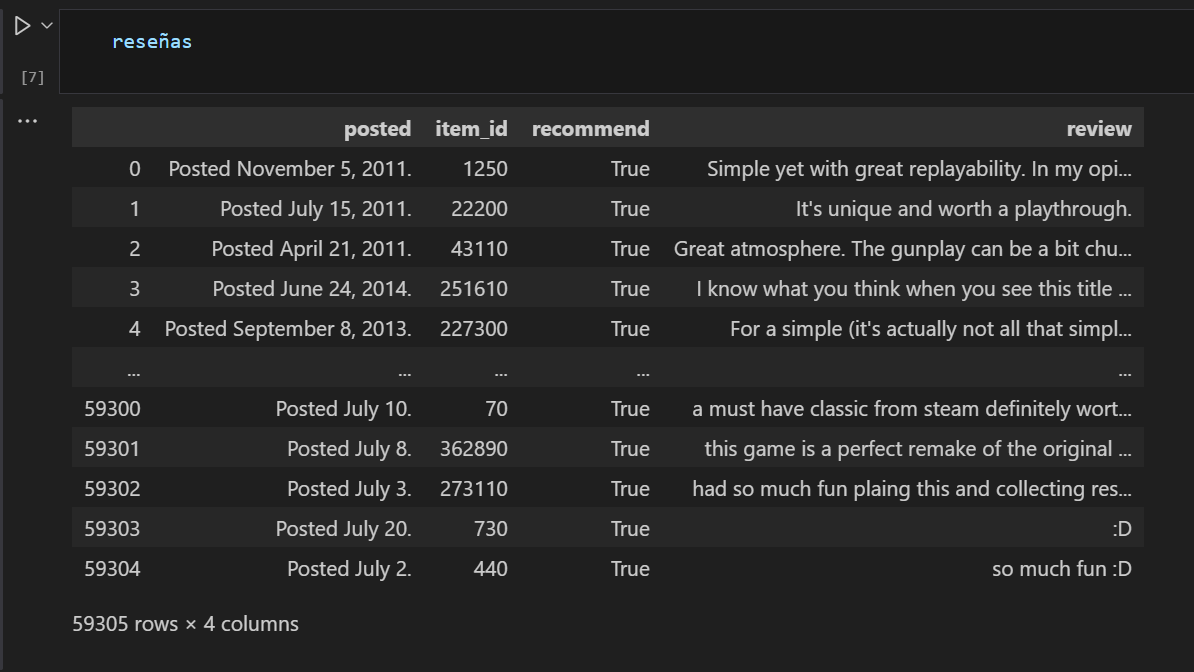 reseñas
[7]
...
posted item_id recommend review
0 Posted November 5, 2011. 1250 True Simple yet with great replayability. In my opi...
1 Posted July 15, 2011. 22200 True It's unique and worth a playthrough.
2 Posted April 21, 2011. 43110 True Great atmosphere. The gunplay can be a bit chu...
3 Posted June 24, 2014. 251610 True I know what you think when you see this title ...
4 Posted September 8, 2013. 227300 True For a simple (it's actually not all that simpl...
... ... ... ... ...
59300 Posted July 10. 70 True a must have classic from steam definitely wort...
59301 Posted July 8. 362890 True this game is a perfect remake of the original ...
59302 Posted July 3. 273110 True had so much fun plaing this and collecting res...
59303 Posted July 20. 730 True :D
59304 Posted July 2. 440 True so much fun :D
59305 rows × 4 columns